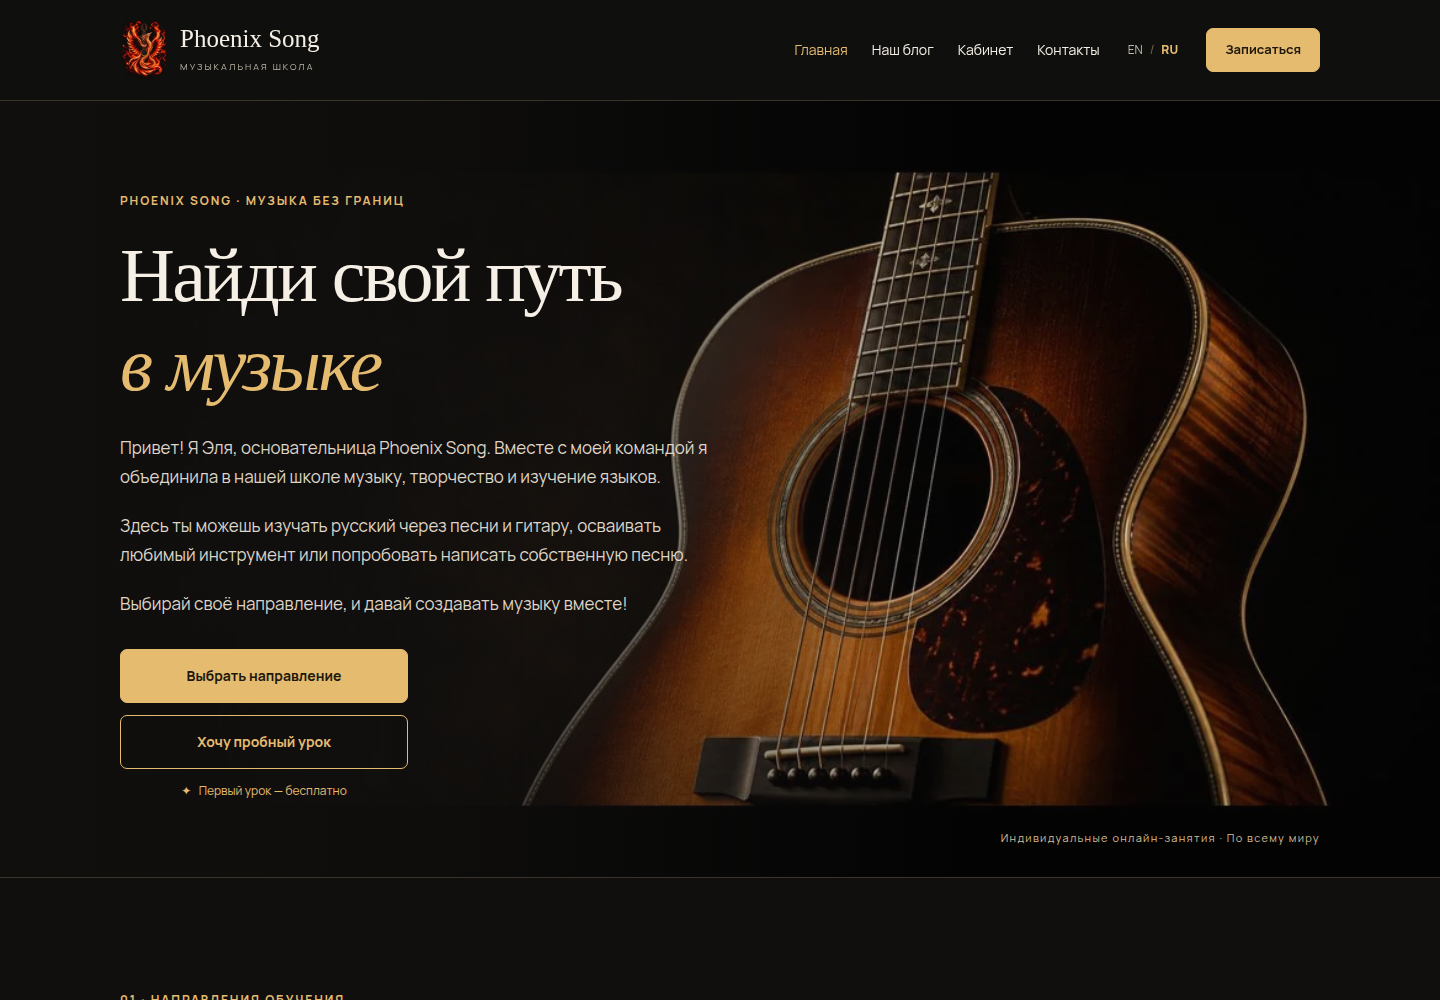 Phoenix Song
МУЗЫКАЛЬНАЯ ШКОЛА
Главная Наш блог Кабинет Контакты EN / RU Записаться
PHOENIX SONG · МУЗЫКА БЕЗ ГРАНИЦ
Найди свой путь
в музыке
Привет! Я Эля, основательница Phoenix Song. Вместе с моей командой я
объединила в нашей школе музыку, творчество и изучение языков.
Здесь ты можешь изучать русский через песни и гитару, осваивать
любимый инструмент или попробовать написать собственную песню.
Выбирай своё направление, и давай создавать музыку вместе!
Выбрать направление
Хочу пробный урок
✦ Первый урок — бесплатно
Индивидуальные онлайн-занятия · По всему миру
01 · НАПРАВЛЕНИЯ ОБУЧЕНИЯ